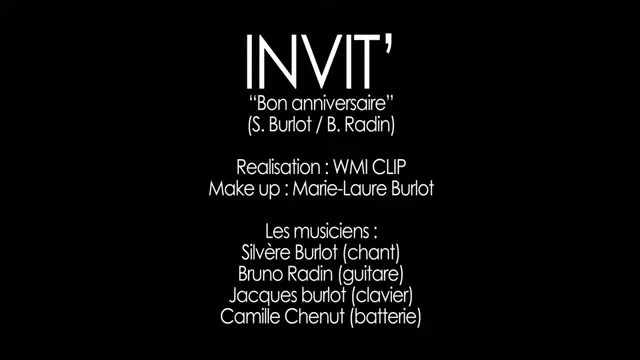 INVIT’
“Bon anniversaire”
(S. Burlot / B. Radin)
Realisation : WMI CLIP
Make up : Marie-Laure Burlot
Les musiciens :
Silvère Burlot (chant)
Bruno Radin (guitare)
Jacques burlot (clavier)
Camille Chenut (batterie)